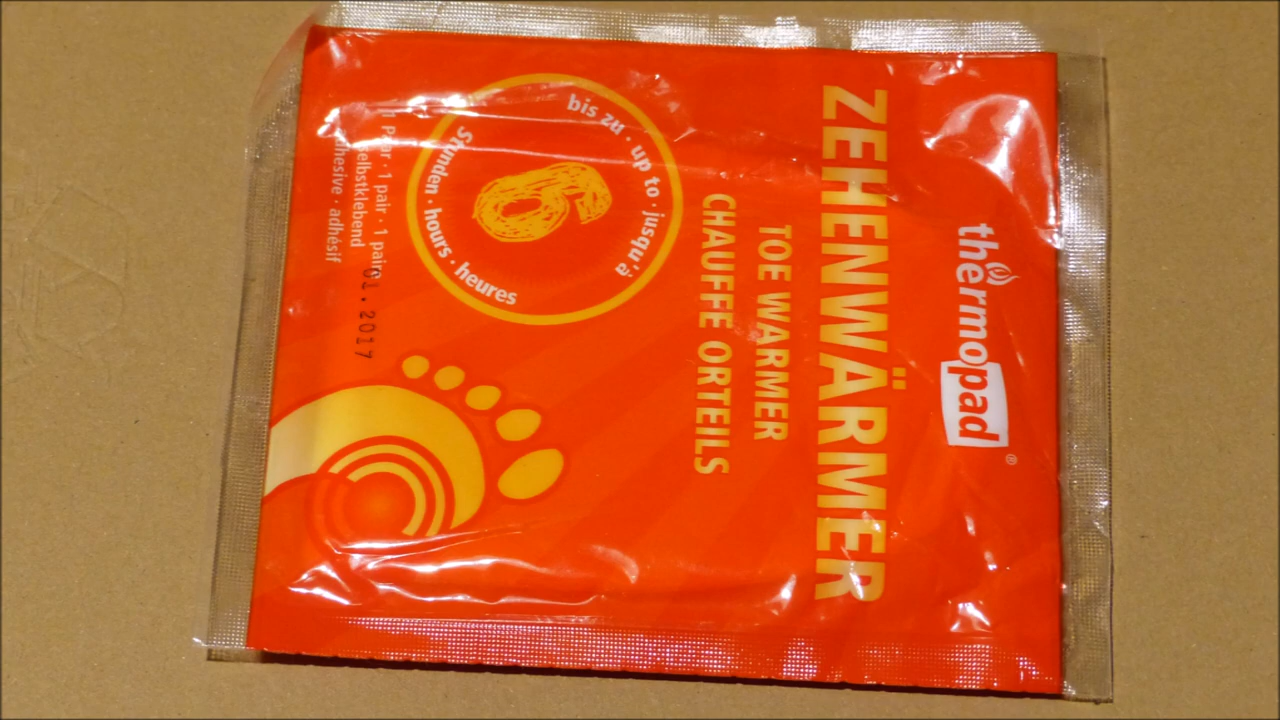 thermopad®
ZEHENWÄRMER
TOE WARMER
CHAUFFE ORTEILS
bis zu · up to · jusqu'à
6
Stunden · hours · heures
1 Paar · 1 pair · 1 paire
selbstklebend
adhesive · adhésif
01.2017